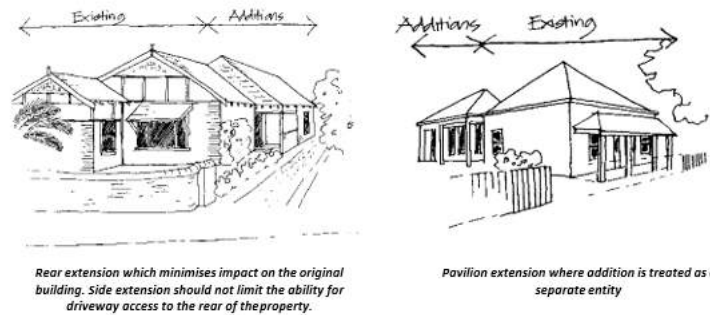 Existing
Additions
Additions
Existing
Rear extension which minimises impact on the original
building. Side extension should not limit the ability for
driveway access to the rear of theproperty.
Pavilion extension where addition is treated as
separate entity